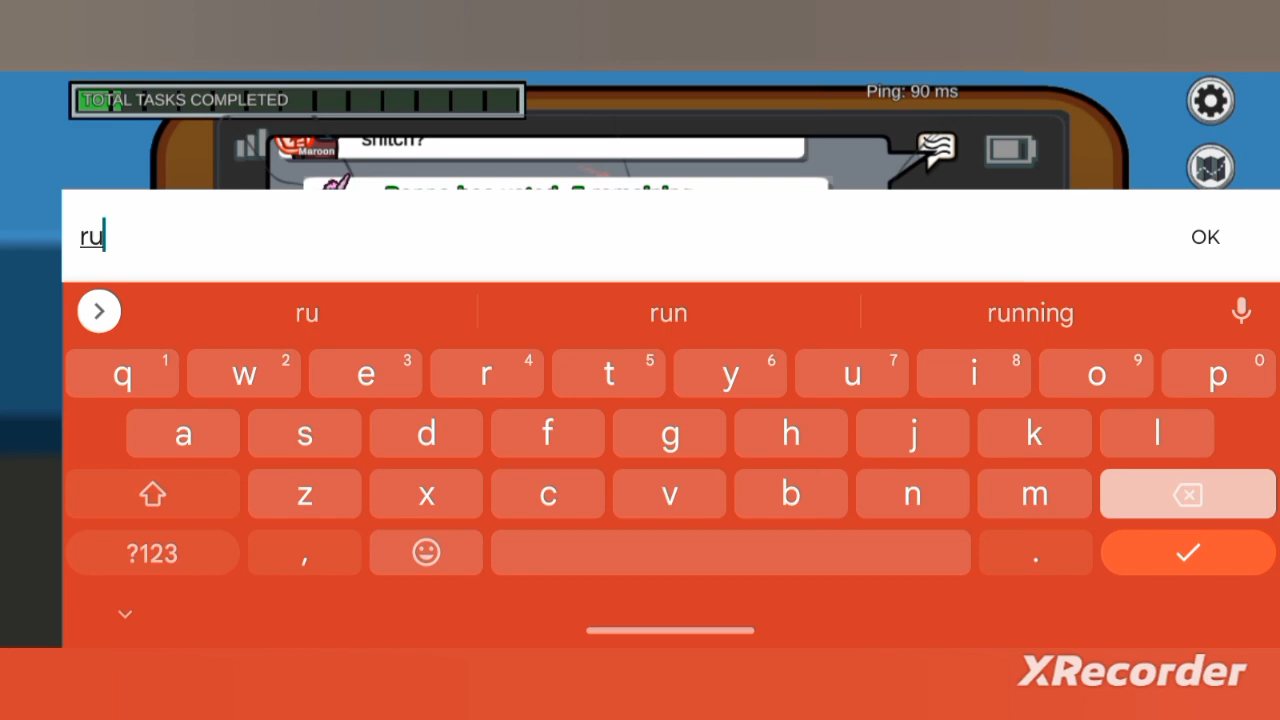 TOTAL TASKS COMPLETED
Ping: 90 ms
Maroon
snitch?
ru
OK
ru run running
q 1 w 2 e 3 r 4 t 5 y 6 u 7 i 8 o 9 p 0
a s d f g h j k l
z x c v b n m
?123 , .
XRecorder